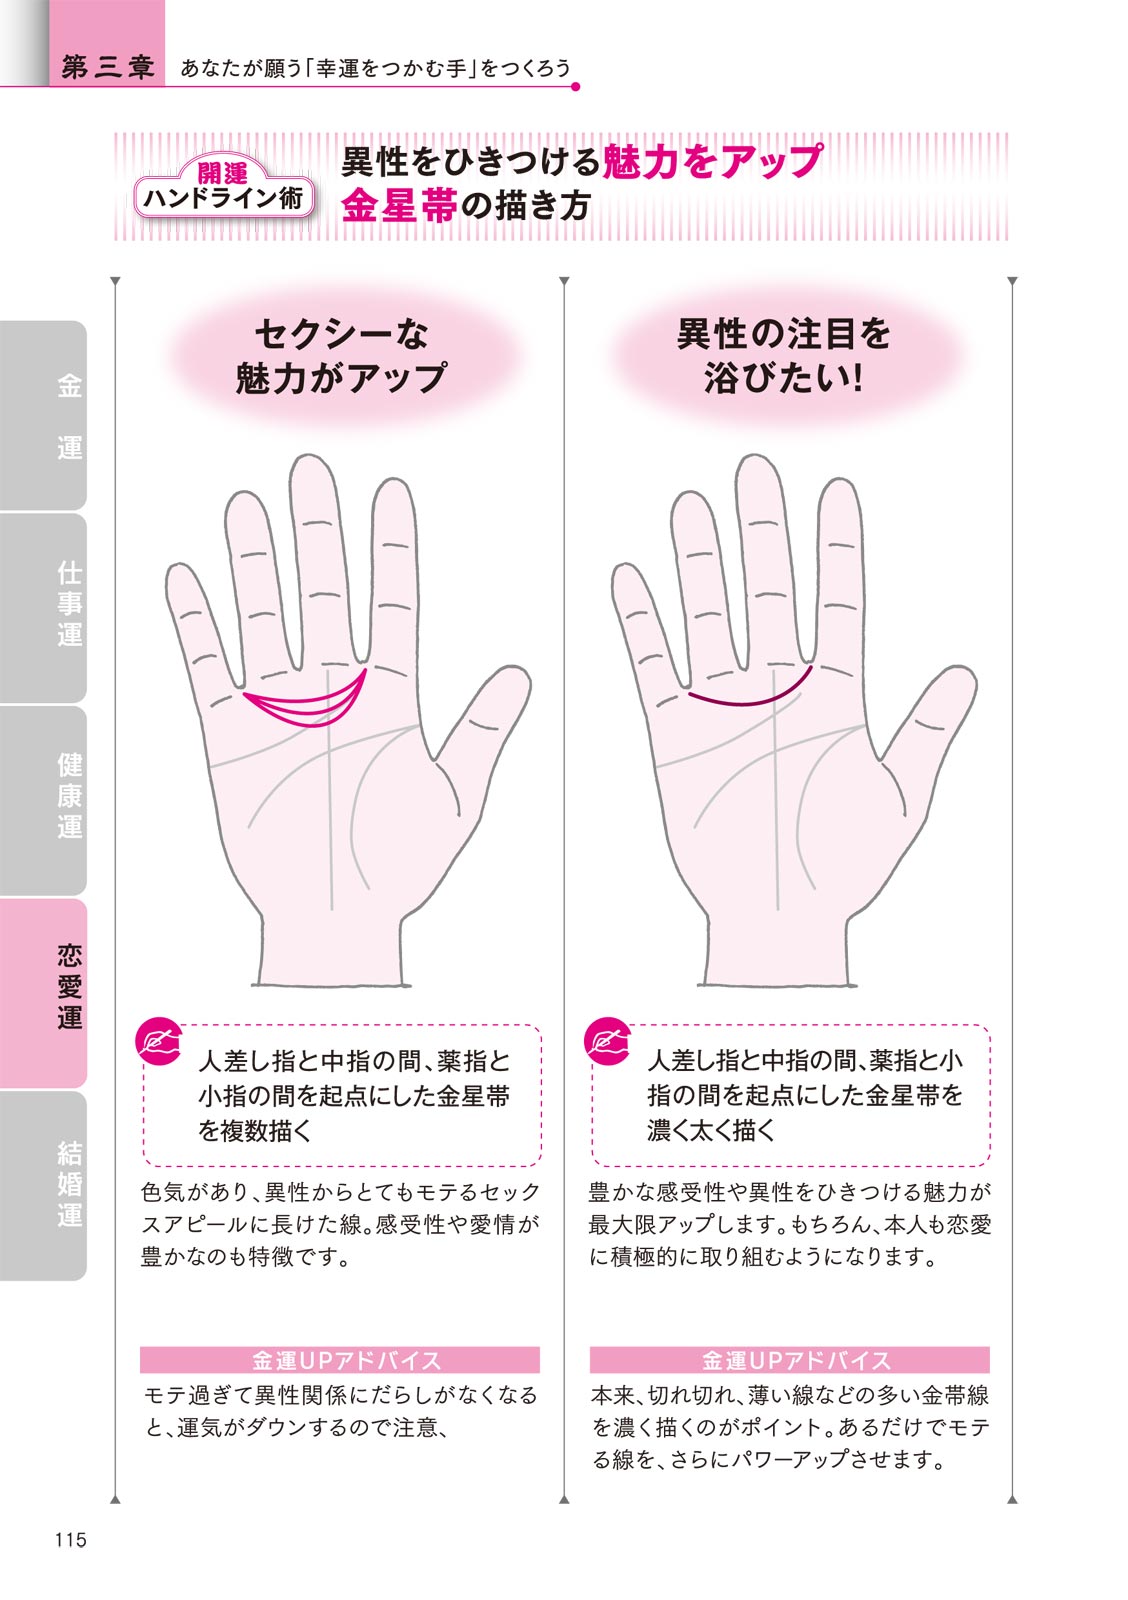 第三章 あなたが願う「幸運をつかむ手」をつくろう
開運
ハンドライン術
異性をひきつける魅力をアップ
金星帯の描き方
金運
仕事運
健康運
恋愛運
結婚運
セクシーな
魅力がアップ
人差し指と中指の間、薬指と
小指の間を起点にした金星帯
を複数描く
色気があり、異性からとてもモテるセック
スアピールに長けた線。感受性や愛情が
豊かなのも特徴です。
金運UPアドバイス
モテ過ぎて異性関係にだらしがなくなる
と、運気がダウンするので注意、
異性の注目を
浴びたい!
人差し指と中指の間、薬指と小
指の間を起点にした金星帯を
濃く太く描く
豊かな感受性や異性をひきつける魅力が
最大限アップします。もちろん、本人も恋愛
に積極的に取り組むようになります。
金運UPアドバイス
本来、切れ切れ、薄い線などの多い金帯線
を濃く描くのがポイント。あるだけでモテ
る線を、さらにパワーアップさせます。
115